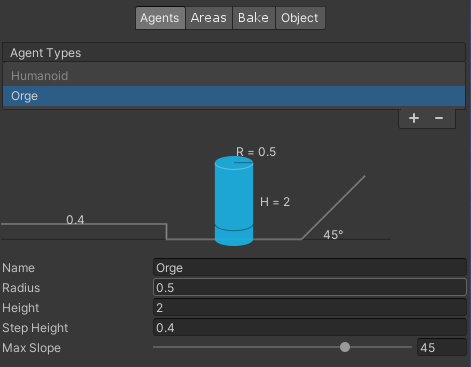 Agents Areas Bake Object
Agent Types
Humanoid
Orge
+ −
R = 0.5
H = 2
0.4
45°
Name Orge
Radius 0.5
Height 2
Step Height 0.4
Max Slope 45